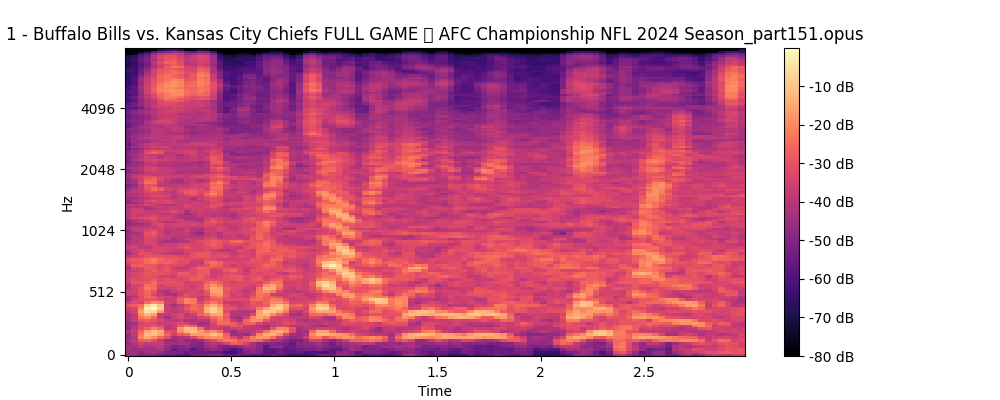 1 - Buffalo Bills vs. Kansas City Chiefs FULL GAME ▯ AFC Championship NFL 2024 Season_part151.opus
4096
2048
1024
512
0
Hz
0
0.5
1
1.5
2
2.5
Time
-10 dB
-20 dB
-30 dB
-40 dB
-50 dB
-60 dB
-70 dB
-80 dB